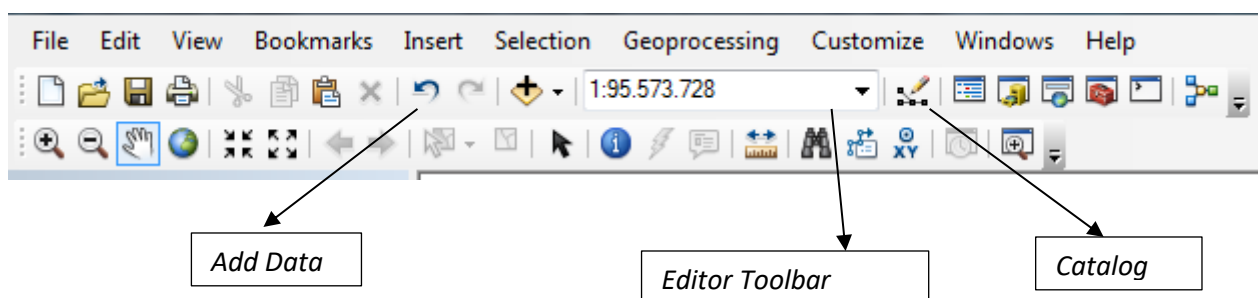 File Edit View Bookmarks Insert Selection Geoprocessing Customize Windows Help
1:95.573.728
XY
Add Data
Editor Toolbar
Catalog